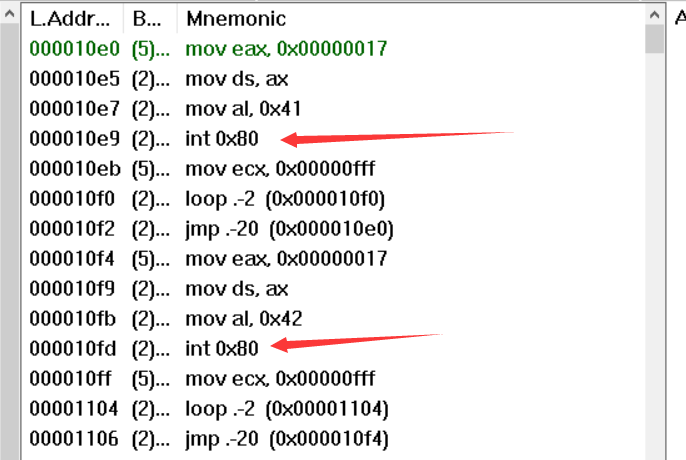 L.Addr... B... Mnemonic
000010e0 (5)... mov eax, 0x00000017
000010e5 (2)... mov ds, ax
000010e7 (2)... mov al, 0x41
000010e9 (2)... int 0x80
000010eb (5)... mov ecx, 0x00000fff
000010f0 (2)... loop .-2 (0x000010f0)
000010f2 (2)... jmp .-20 (0x000010e0)
000010f4 (5)... mov eax, 0x00000017
000010f9 (2)... mov ds, ax
000010fb (2)... mov al, 0x42
000010fd (2)... int 0x80
000010ff (5)... mov ecx, 0x00000fff
00001104 (2)... loop .-2 (0x00001104)
00001106 (2)... jmp .-20 (0x000010f4)